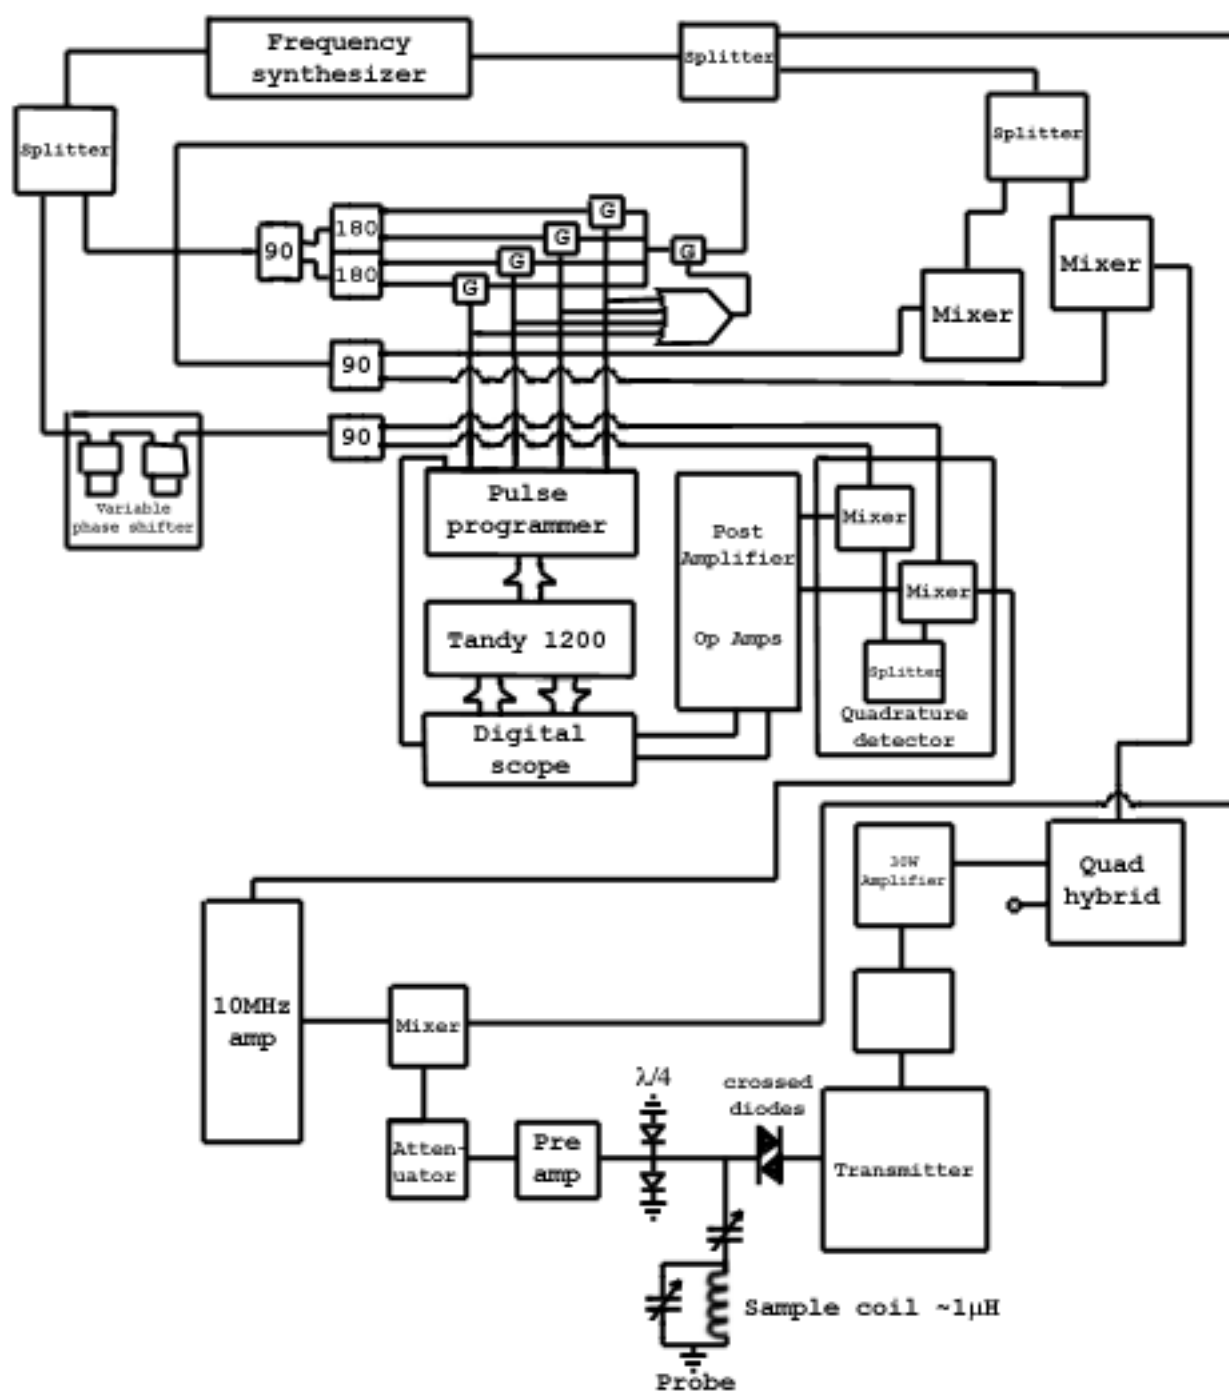 Frequency
synthesizer
Splitter
Splitter
Splitter
G
180
G
90
G
G
Mixer
180
G
Mixer
90
90
Variable
phase shifter
Pulse
programmer
Post
Amplifier
Op Amps
Mixer
Mixer
Splitter
Quadrature
detector
Tandy 1200
Digital
scope
30W
Amplifier
Quad
hybrid
10MHz
amp
Mixer
λ/4
crossed
diodes
Atten-
uator
Pre
amp
Transmitter
Sample coil ~1μH
Probe